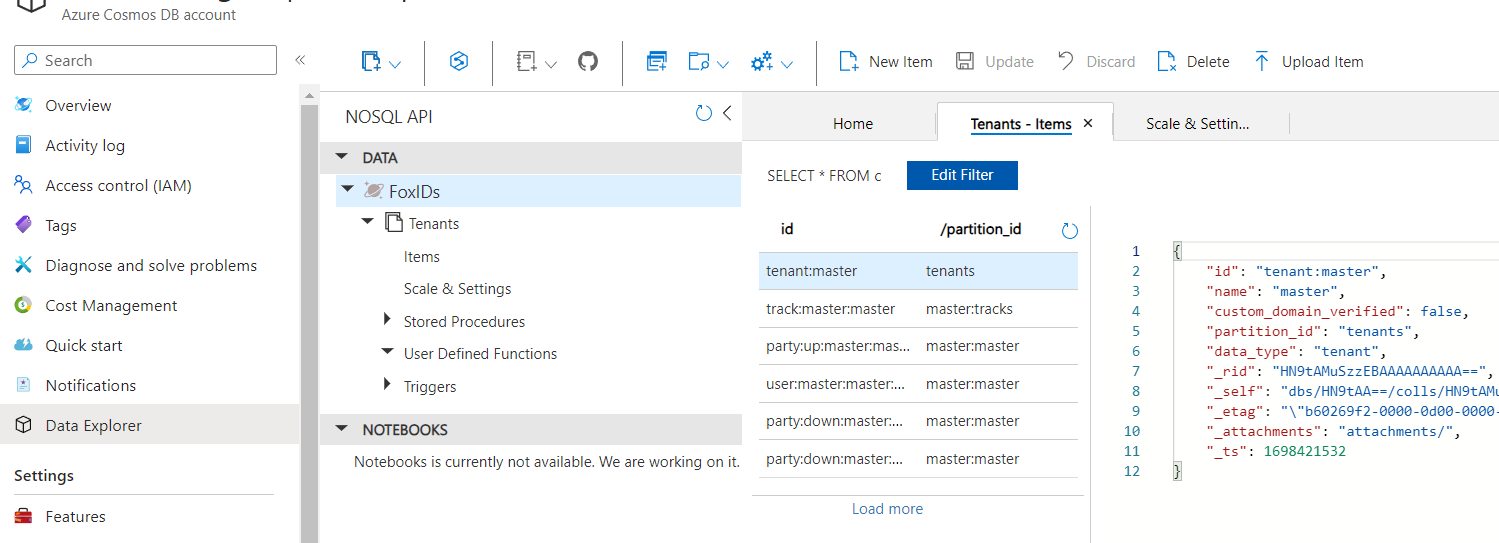 Azure Cosmos DB account
Search
Overview
Activity log
Access control (IAM)
Tags
Diagnose and solve problems
Cost Management
Quick start
Notifications
Data Explorer
Settings
Features
New Item
Update
Discard
Delete
Upload Item
NOSQL API
DATA
FoxIDs
Tenants
Items
Scale & Settings
Stored Procedures
User Defined Functions
Triggers
NOTEBOOKS
Notebooks is currently not available. We are working on it.
Home
Tenants - Items
Scale & Settin...
SELECT * FROM c
Edit Filter
id /partition_id
tenant:master tenants
track:master:master master:tracks
party:up:master:mas... master:master
user:master:master:... master:master
party:down:master:... master:master
party:down:master:... master:master
Load more
1 {
2 "id": "tenant:master",
3 "name": "master",
4 "custom_domain_verified": false,
5 "partition_id": "tenants",
6 "data_type": "tenant",
7 "_rid": "HN9tAMuSzzEBAAAAAAAAAA==",
8 "_self": "dbs/HN9tAA==/colls/HN9tAMu
9 "_etag": "\"b60269f2-0000-0d00-0000-
10 "_attachments": "attachments/",
11 "_ts": 1698421532
12 }